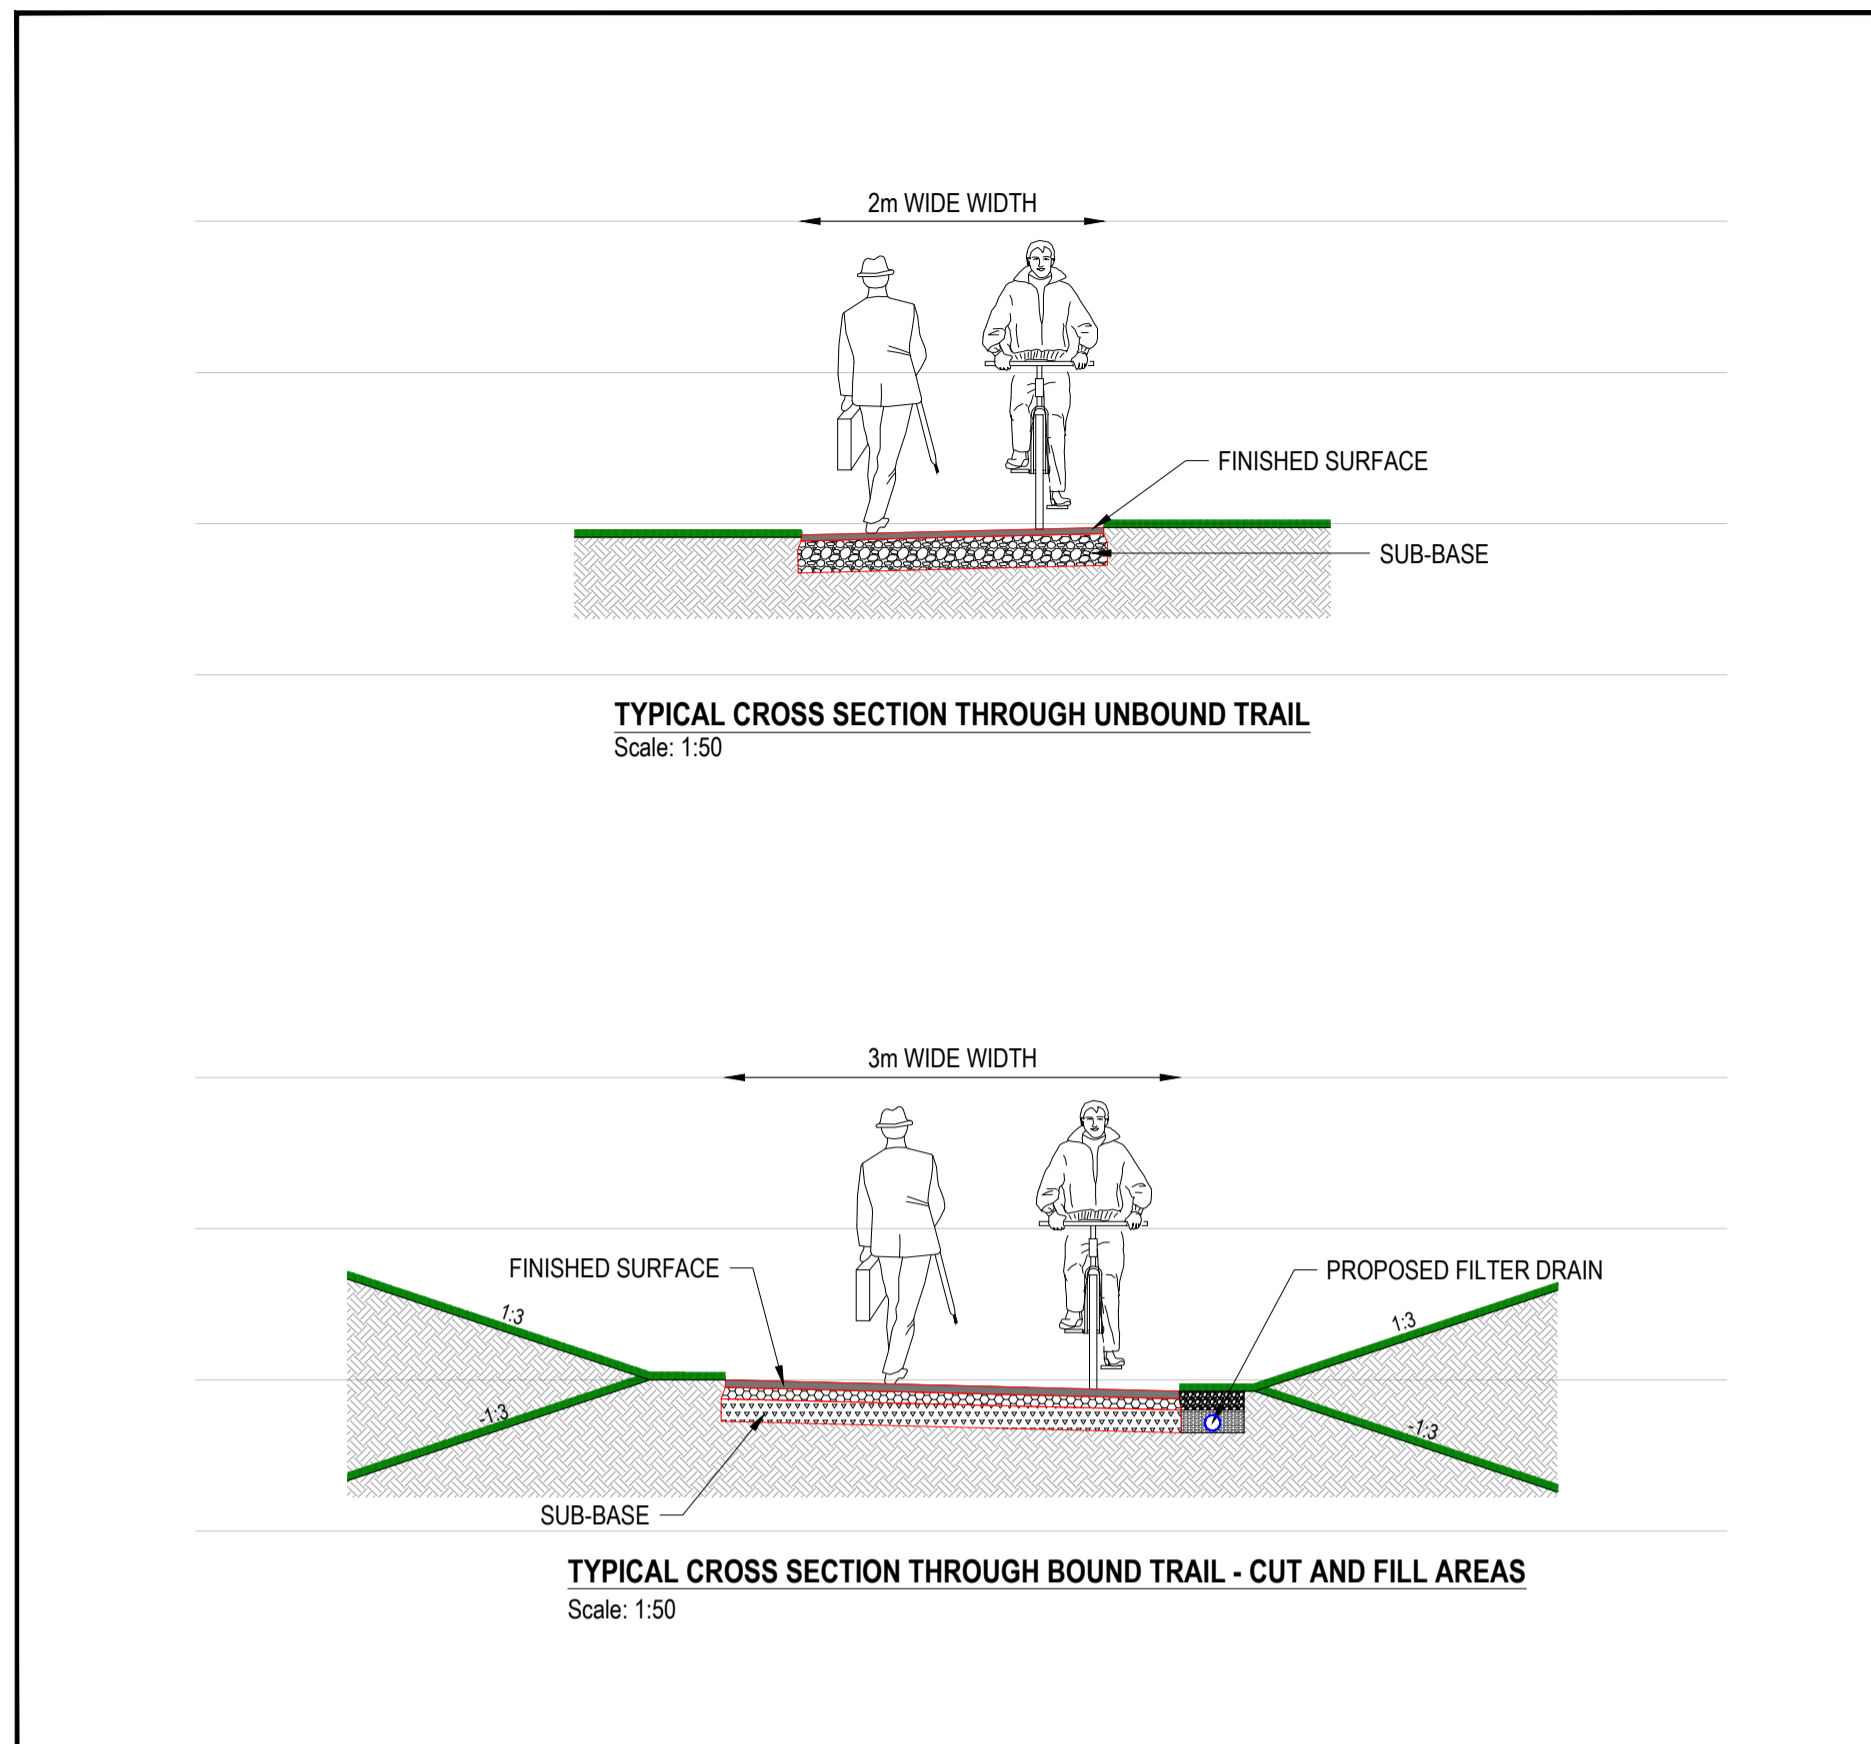 2m WIDE WIDTH
FINISHED SURFACE
SUB-BASE
TYPICAL CROSS SECTION THROUGH UNBOUND TRAIL
Scale: 1:50
3m WIDE WIDTH
FINISHED SURFACE
PROPOSED FILTER DRAIN
1:3
1:3
-1:3
-1:3
SUB-BASE
TYPICAL CROSS SECTION THROUGH BOUND TRAIL - CUT AND FILL AREAS
Scale: 1:50